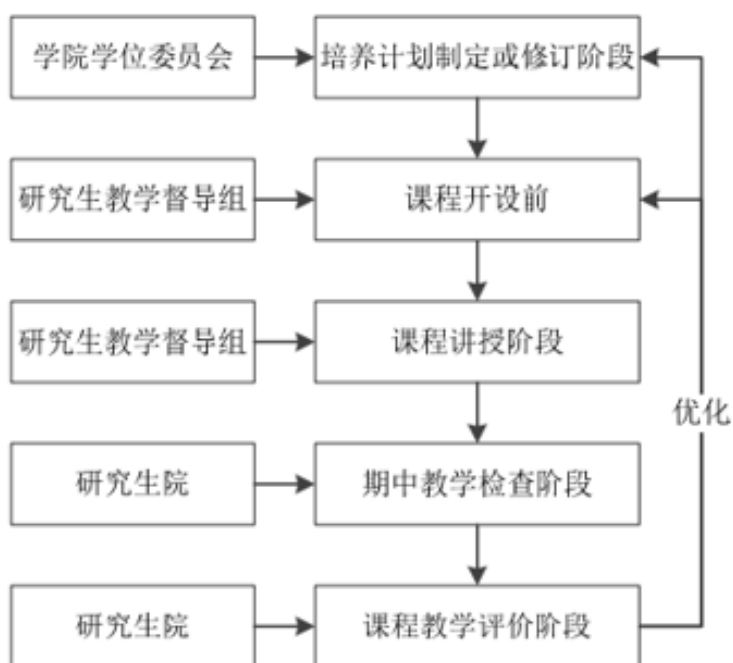 学院学位委员会
培养计划制定或修订阶段
研究生教学督导组
课程开设前
研究生教学督导组
课程讲授阶段
优化
研究生院
期中教学检查阶段
研究生院
课程教学评价阶段